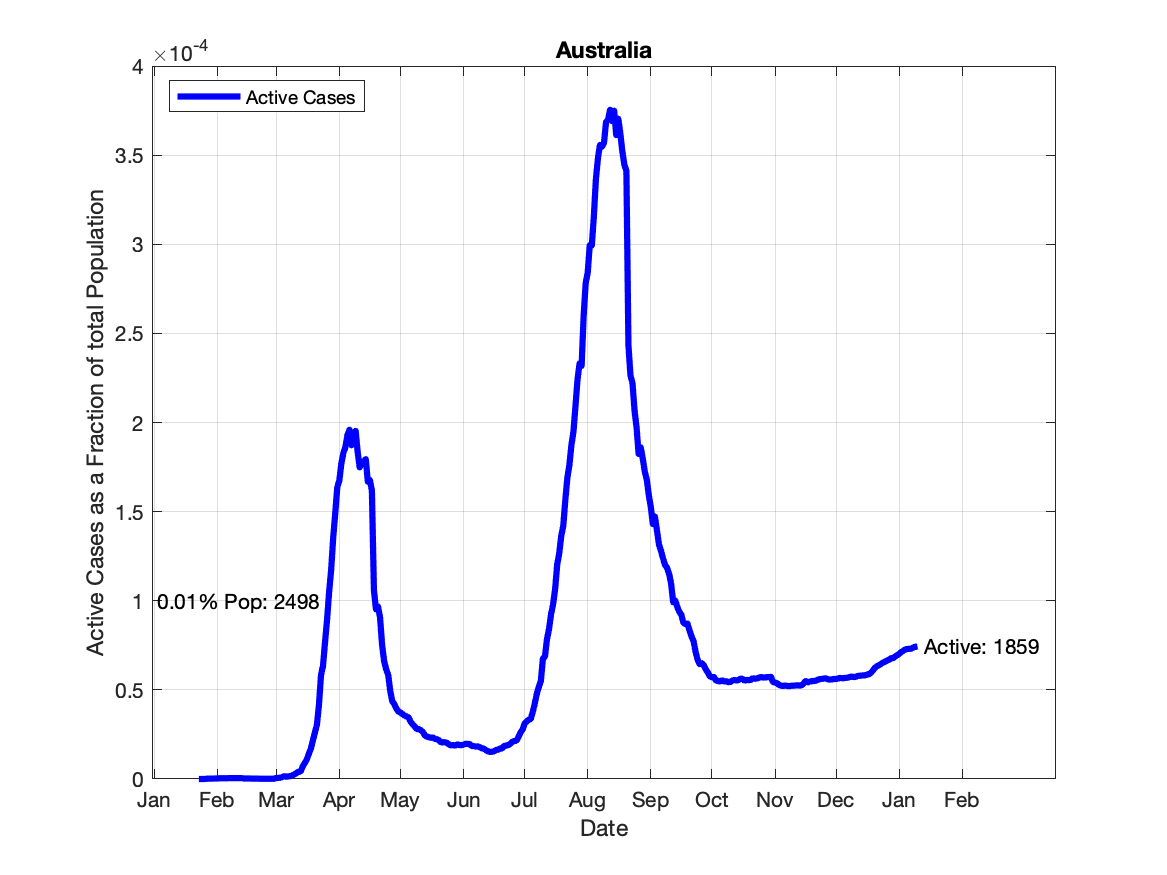 Australia
×10-4
4
3.5
3
2.5
2
1.5
1
0.5
0
Active Cases
Active Cases as a Fraction of total Population
0.01% Pop: 2498
Active: 1859
Jan Feb Mar Apr May Jun Jul Aug Sep Oct Nov Dec Jan Feb
Date